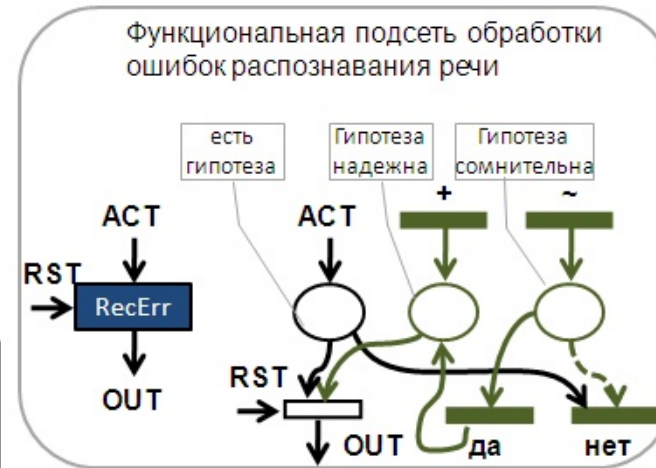 Функциональная подсеть обработки
ошибок распознавания речи
есть
гипотеза
Гипотеза
надежна
Гипотеза
сомнительна
+
~
ACT
ACT
RST
RecErr
RST
OUT
OUT
да
нет